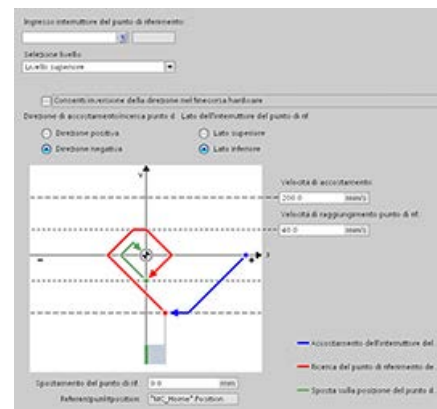 Ingresso interruttore del punto di riferimento:
Selezione livello
Livello superiore
Consenti inversione della direzione nel finecorsa hardware
Direzione di accostamento/ricerca punto d Lato dell'interruttore del punto di rif.
Direzione positiva Lato superiore
Direzione negativa Lato inferiore
Velocità di accostamento:
200.0 mm/s
Velocità di raggiungimento punto di rif.
40.0 mm/s
Accostamento dell'interruttore del
Ricerca del punto di riferimento de
Sposta sulla posizione del punto d
Spostamento del punto di rif. 0.0 mm
Referenzpunktposition: "MC_Home".Position